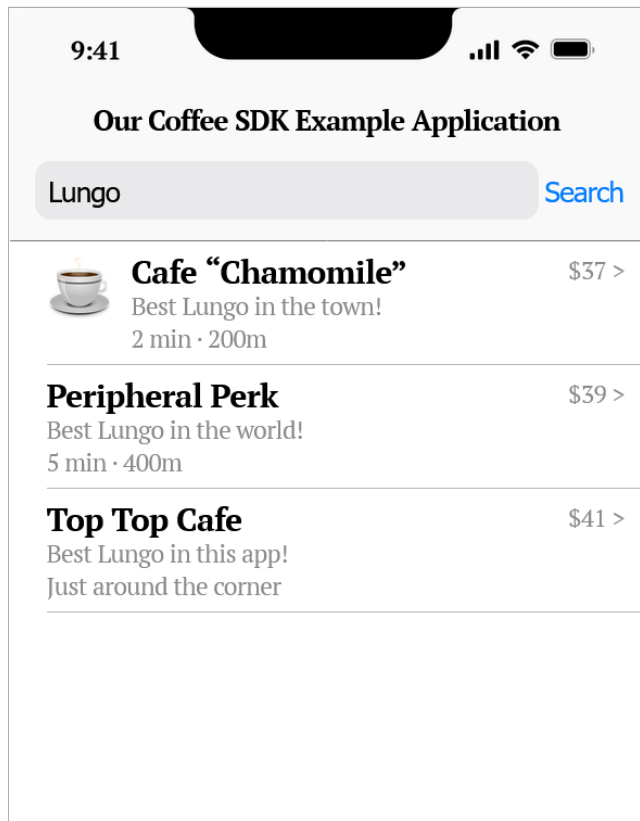 9:41
Our Coffee SDK Example Application
Lungo Search
Cafe “Chamomile” $37 >
Best Lungo in the town!
2 min · 200m
Peripheral Perk $39 >
Best Lungo in the world!
5 min · 400m
Top Top Cafe $41 >
Best Lungo in this app!
Just around the corner